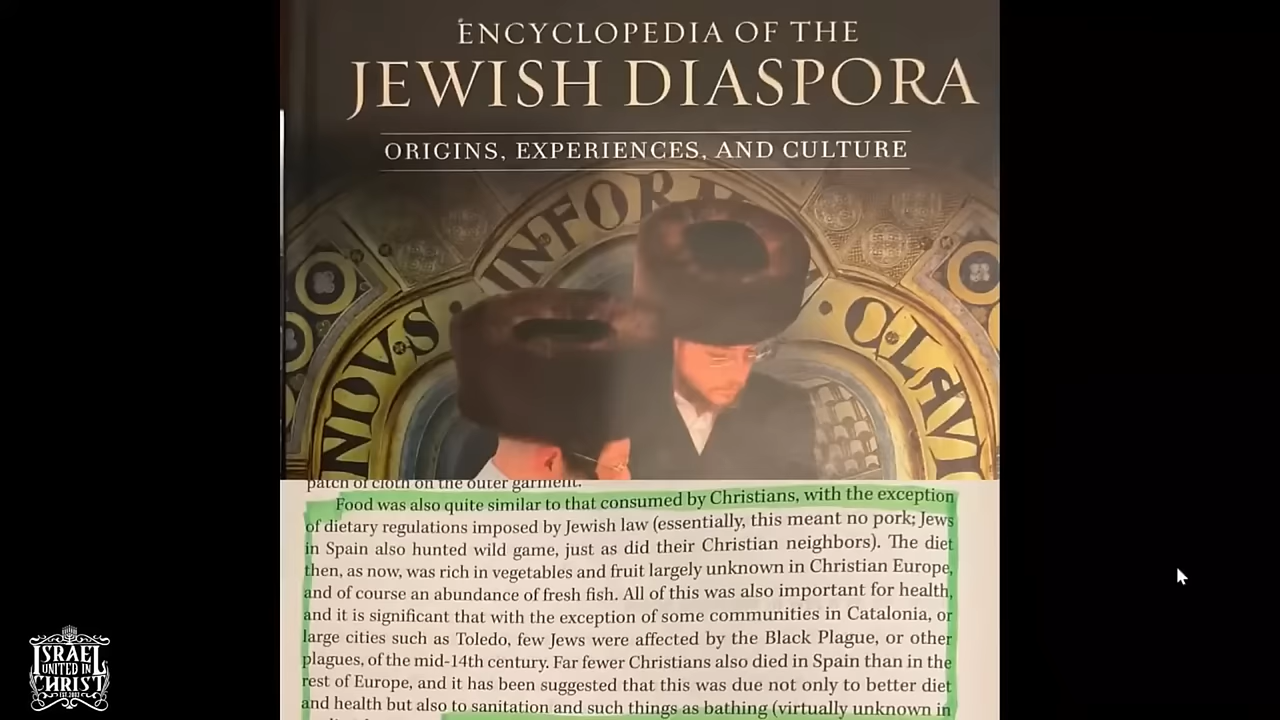 ENCYCLOPEDIA OF THE
JEWISH DIASPORA
ORIGINS, EXPERIENCES, AND CULTURE
INFOR
NDVS
CLAVI
patch of cloth on the outer garment.
Food was also quite similar to that consumed by Christians, with the exception
of dietary regulations imposed by Jewish law (essentially, this meant no pork; Jews
in Spain also hunted wild game, just as did their Christian neighbors). The diet
then, as now, was rich in vegetables and fruit largely unknown in Christian Europe,
and of course an abundance of fresh fish. All of this was also important for health,
and it is significant that with the exception of some communities in Catalonia, or
large cities such as Toledo, few Jews were affected by the Black Plague, or other
plagues, of the mid-14th century. Far fewer Christians also died in Spain than in the
rest of Europe, and it has been suggested that this was due not only to better diet
and health but also to sanitation and such things as bathing (virtually unknown in
ISRAEL
UNITED IN
CHRIST
EST. 2003